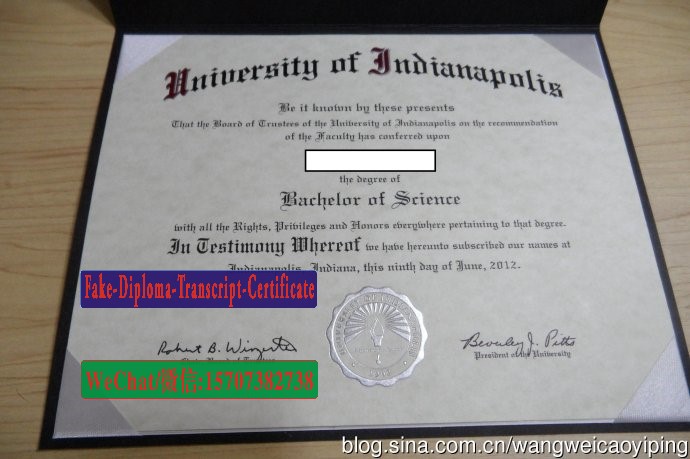 University of Indianapolis
Be it known by these presents
That the Board of Trustees of the University of Indianapolis on the recommendation
of the Faculty has conferred upon
the degree of
Bachelor of Science
with all the Rights, Privileges and Honors everywhere pertaining to that degree.
In Testimony Whereof we have hereunto subscribed our names at
Indianapolis, Indiana, this ninth day of June, 2012.
Fake-Diploma-Transcript-Certificate
Robert B.
Beverley J. Pitts
President of the University
WeChat/微信:15707382738
blog.sina.com.cn/wangweicaoyiping